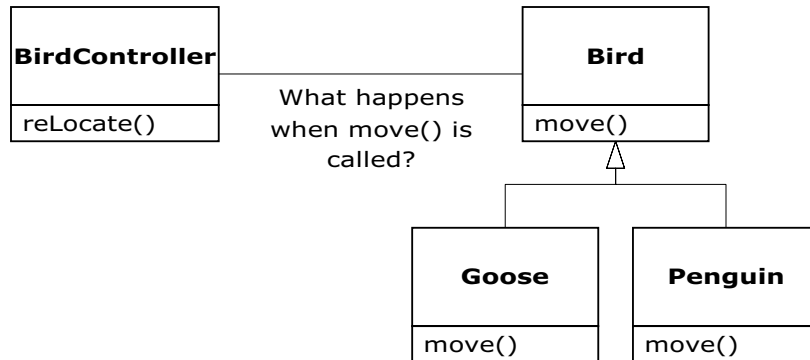 BirdController
reLocate()
What happens
when move() is
called?
Bird
move()
Goose
move()
Penguin
move()